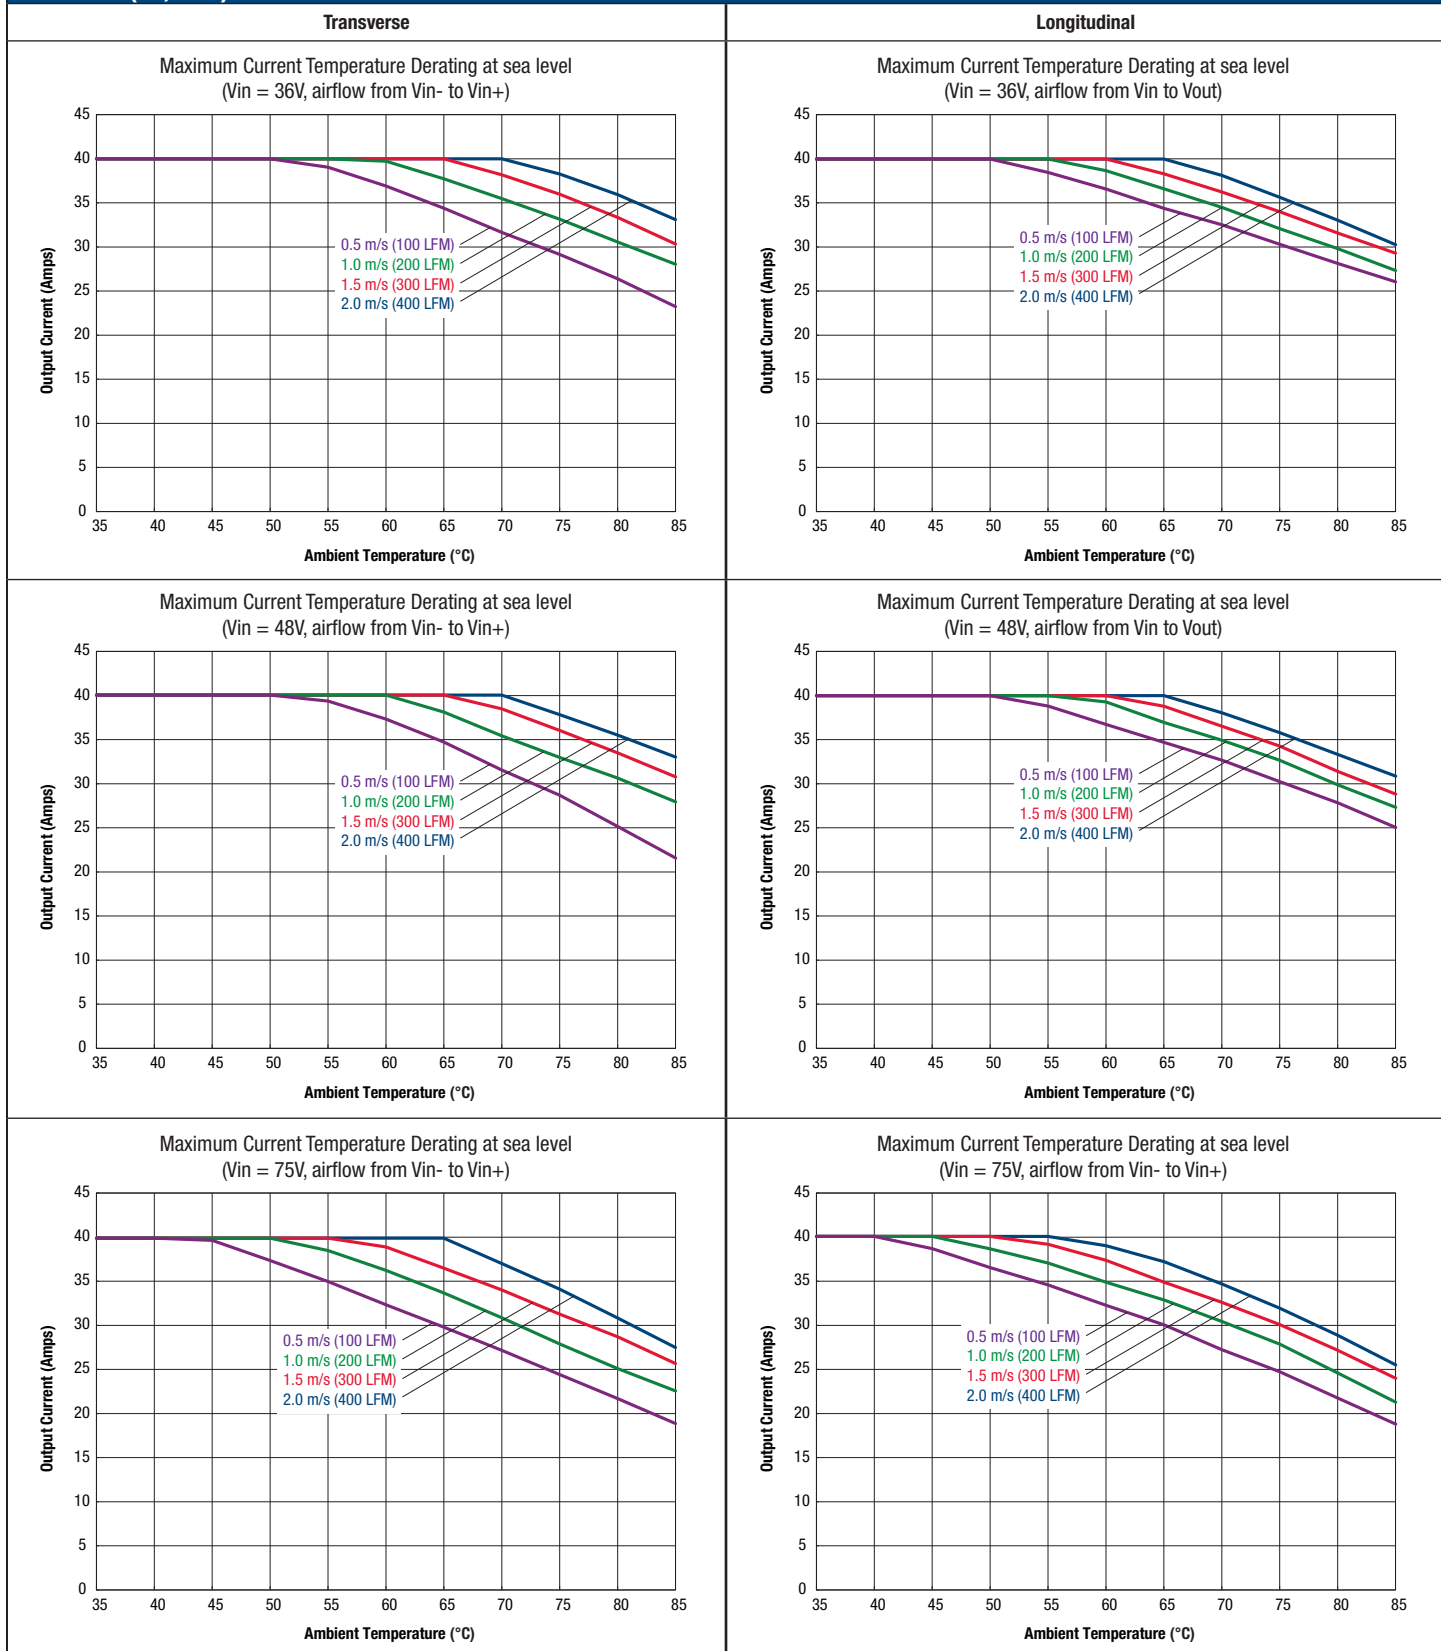 Transverse
Longitudinal
Maximum Current Temperature Derating at sea level
(Vin = 36V, airflow from Vin- to Vin+)
45
40
35
30
25
20
15
10
5
0
Output Current (Amps)
0.5 m/s (100 LFM)
1.0 m/s (200 LFM)
1.5 m/s (300 LFM)
2.0 m/s (400 LFM)
35 40 45 50 55 60 65 70 75 80 85
Ambient Temperature (°C)
Maximum Current Temperature Derating at sea level
(Vin = 36V, airflow from Vin to Vout)
45
40
35
30
25
20
15
10
5
0
Output Current (Amps)
0.5 m/s (100 LFM)
1.0 m/s (200 LFM)
1.5 m/s (300 LFM)
2.0 m/s (400 LFM)
35 40 45 50 55 60 65 70 75 80 85
Ambient Temperature (°C)
Maximum Current Temperature Derating at sea level
(Vin = 48V, airflow from Vin- to Vin+)
45
40
35
30
25
20
15
10
5
0
Output Current (Amps)
0.5 m/s (100 LFM)
1.0 m/s (200 LFM)
1.5 m/s (300 LFM)
2.0 m/s (400 LFM)
35 40 45 50 55 60 65 70 75 80 85
Ambient Temperature (°C)
Maximum Current Temperature Derating at sea level
(Vin = 48V, airflow from Vin to Vout)
45
40
35
30
25
20
15
10
5
0
Output Current (Amps)
0.5 m/s (100 LFM)
1.0 m/s (200 LFM)
1.5 m/s (300 LFM)
2.0 m/s (400 LFM)
35 40 45 50 55 60 65 70 75 80 85
Ambient Temperature (°C)
Maximum Current Temperature Derating at sea level
(Vin = 75V, airflow from Vin- to Vin+)
45
40
35
30
25
20
15
10
5
0
Output Current (Amps)
0.5 m/s (100 LFM)
1.0 m/s (200 LFM)
1.5 m/s (300 LFM)
2.0 m/s (400 LFM)
35 40 45 50 55 60 65 70 75 80 85
Ambient Temperature (°C)
Maximum Current Temperature Derating at sea level
(Vin = 75V, airflow from Vin- to Vin+)
45
40
35
30
25
20
15
10
5
0
Output Current (Amps)
0.5 m/s (100 LFM)
1.0 m/s (200 LFM)
1.5 m/s (300 LFM)
2.0 m/s (400 LFM)
35 40 45 50 55 60 65 70 75 80 85
Ambient Temperature (°C)